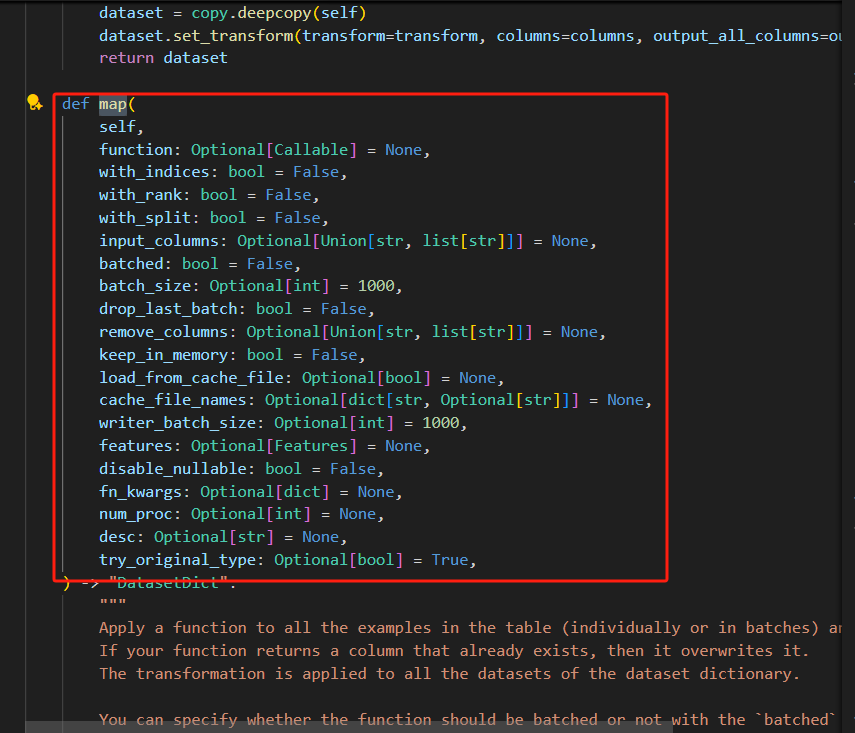 dataset = copy.deepcopy(self)
dataset.set_transform(transform=transform, columns=columns, output_all_columns=
return dataset
def map(
self,
function: Optional[Callable] = None,
with_indices: bool = False,
with_rank: bool = False,
with_split: bool = False,
input_columns: Optional[Union[str, list[str]]] = None,
batched: bool = False,
batch_size: Optional[int] = 1000,
drop_last_batch: bool = False,
remove_columns: Optional[Union[str, list[str]]] = None,
keep_in_memory: bool = False,
load_from_cache_file: Optional[bool] = None,
cache_file_names: Optional[dict[str, Optional[str]]] = None,
writer_batch_size: Optional[int] = 1000,
features: Optional[Features] = None,
disable_nullable: bool = False,
fn_kwargs: Optional[dict] = None,
num_proc: Optional[int] = None,
desc: Optional[str] = None,
try_original_type: Optional[bool] = True,
) -> "DatasetDict":
"""
Apply a function to all the examples in the table (individually or in batches)
If your function returns a column that already exists, then it overwrites it.
The transformation is applied to all the datasets of the dataset dictionary.
You can specify whether the function should be batched or not with the `batched`